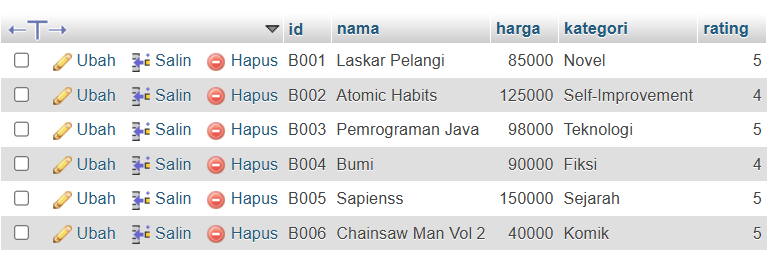 id nama harga kategori rating
Ubah Salin Hapus B001 Laskar Pelangi 85000 Novel 5
Ubah Salin Hapus B002 Atomic Habits 125000 Self-Improvement 4
Ubah Salin Hapus B003 Pemrograman Java 98000 Teknologi 5
Ubah Salin Hapus B004 Bumi 90000 Fiksi 4
Ubah Salin Hapus B005 Sapienss 150000 Sejarah 5
Ubah Salin Hapus B006 Chainsaw Man Vol 2 40000 Komik 5